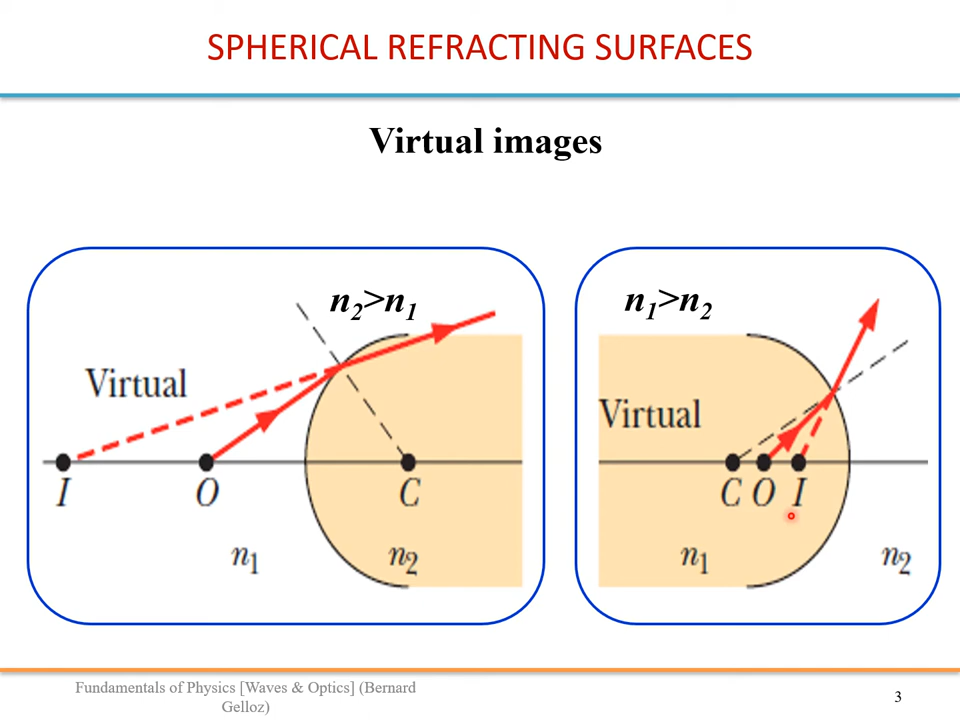 SPHERICAL REFRACTING SURFACES
Virtual images
n2>n1
Virtual
I O C
n1 n2
n1>n2
Virtual
C O I
n1 n2
Fundamentals of Physics [Waves & Optics] (Bernard
Gelloz)
3